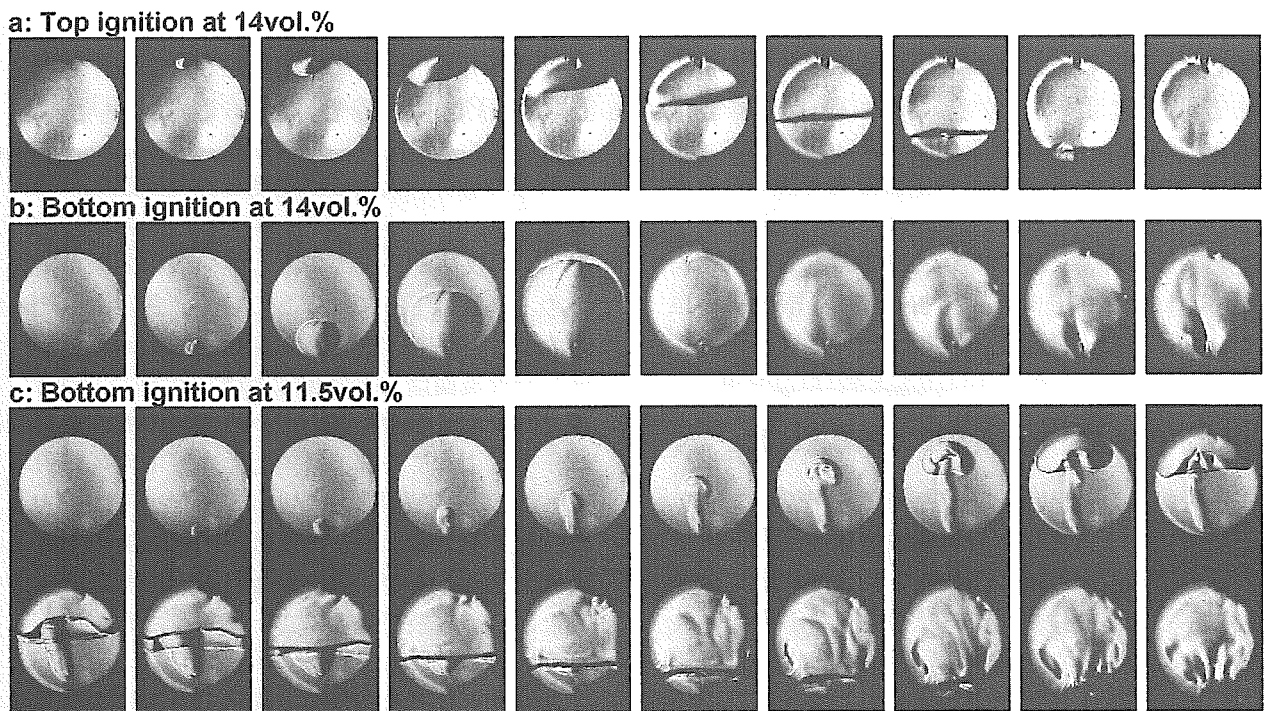 a: Top ignition at 14vol.%
b: Bottom ignition at 14vol.%
c: Bottom ignition at 11.5vol.%